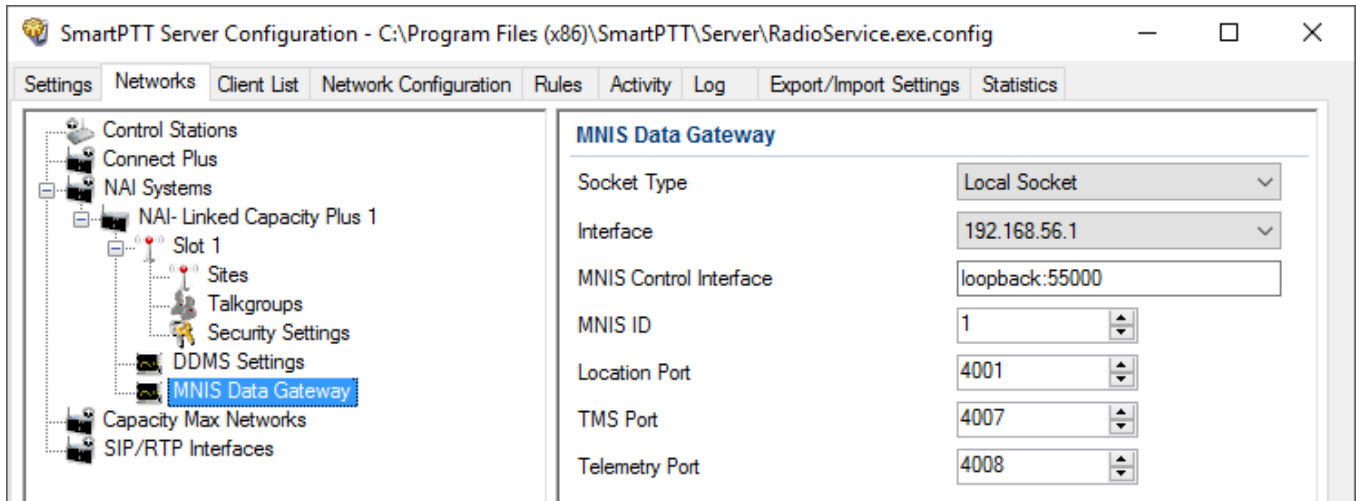 SmartPTT Server Configuration - C:\Program Files (x86)\SmartPTT\Server\RadioService.exe.config
Settings Networks Client List Network Configuration Rules Activity Log Export/Import Settings Statistics
Control Stations
Connect Plus
NAI Systems
NAI- Linked Capacity Plus 1
Slot 1
Sites
Talkgroups
Security Settings
DDMS Settings
MNIS Data Gateway
Capacity Max Networks
SIP/RTP Interfaces
MNIS Data Gateway
Socket Type Local Socket
Interface 192.168.56.1
MNIS Control Interface loopback:55000
MNIS ID 1
Location Port 4001
TMS Port 4007
Telemetry Port 4008